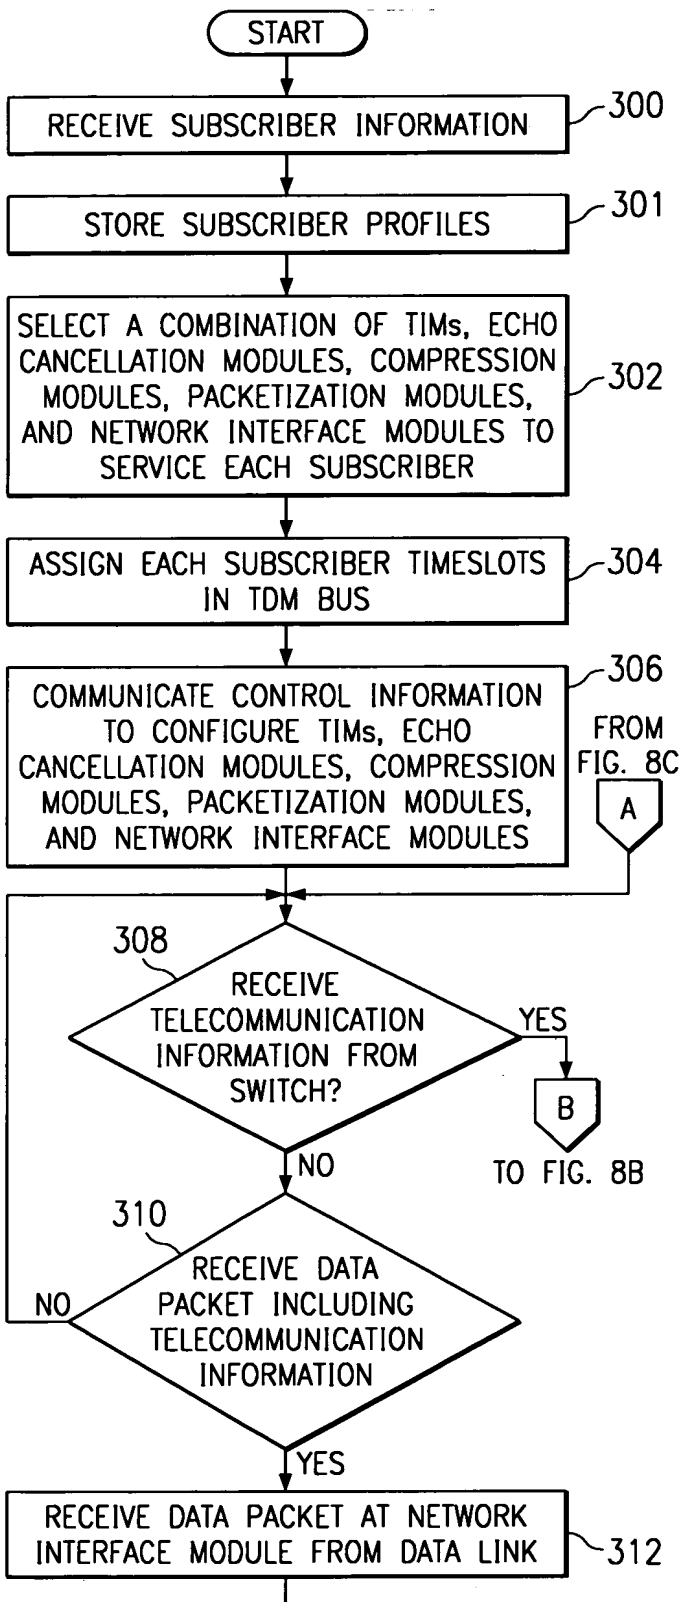 START
RECEIVE SUBSCRIBER INFORMATION
300
STORE SUBSCRIBER PROFILES
301
SELECT A COMBINATION OF TIMs, ECHO
CANCELLATION MODULES, COMPRESSION
MODULES, PACKETIZATION MODULES,
AND NETWORK INTERFACE MODULES TO
SERVICE EACH SUBSCRIBER
302
ASSIGN EACH SUBSCRIBER TIMESLOTS
IN TDM BUS
304
COMMUNICATE CONTROL INFORMATION
TO CONFIGURE TIMs, ECHO
CANCELLATION MODULES, COMPRESSION
MODULES, PACKETIZATION MODULES,
AND NETWORK INTERFACE MODULES
306
FROM
FIG. 8C
A
308
RECEIVE
TELECOMMUNICATION
INFORMATION FROM
SWITCH?
YES
B
TO FIG. 8B
NO
310
RECEIVE DATA
PACKET INCLUDING
TELECOMMUNICATION
INFORMATION
NO
YES
RECEIVE DATA PACKET AT NETWORK
INTERFACE MODULE FROM DATA LINK
312